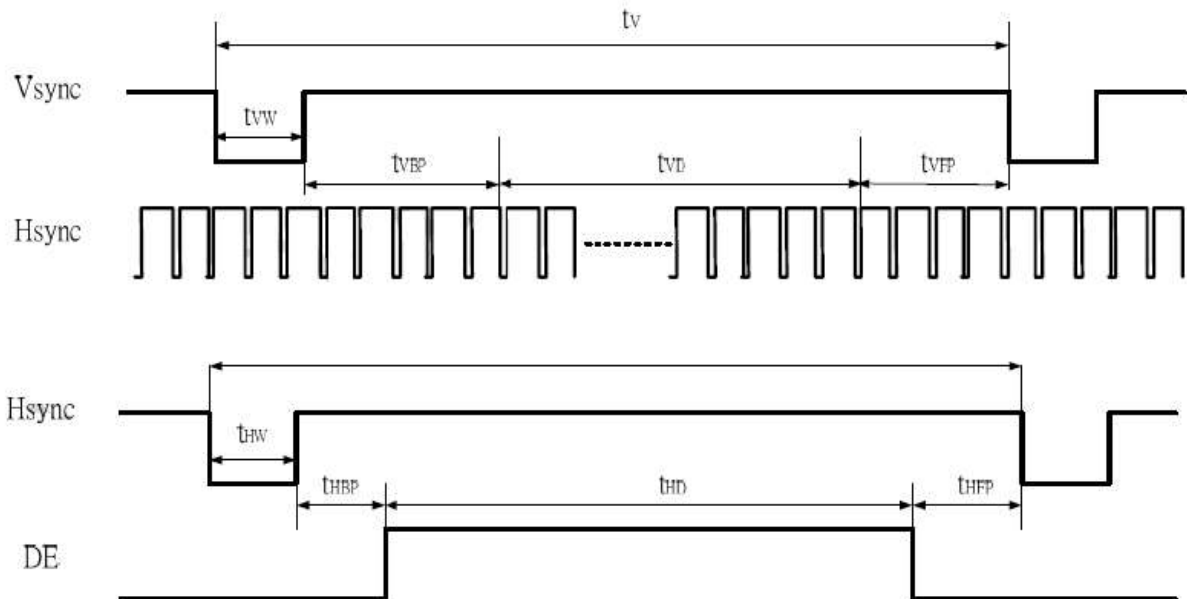 tV
Vsync
tVW
tVBP
tVD
tVFP
Hsync
Hsync
tHW
tHBP
tHD
tHFP
DE